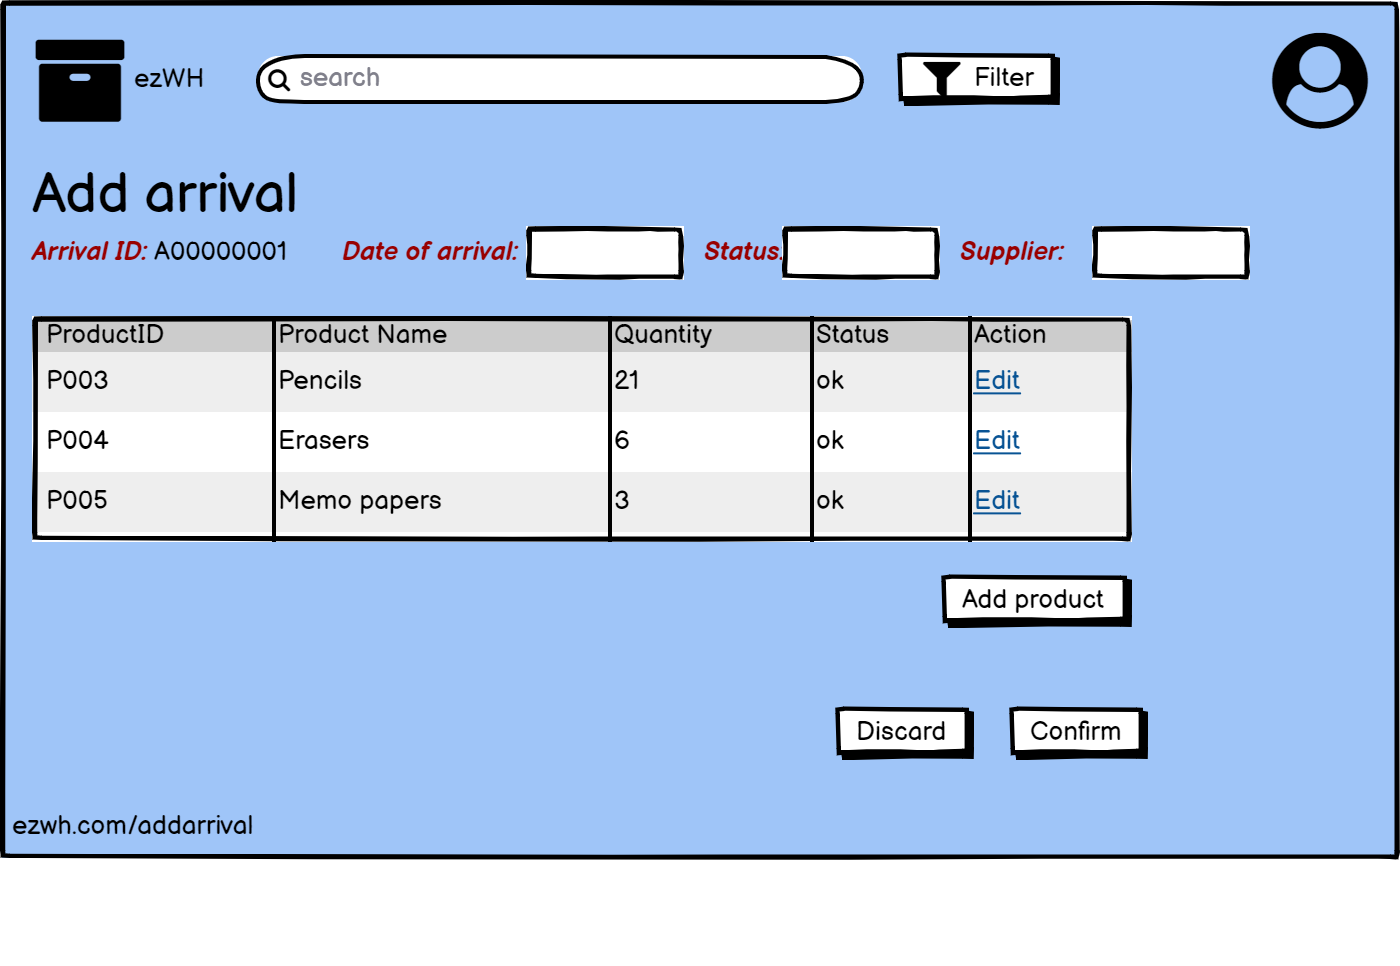 ezWH search Filter
Add arrival
Arrival ID: A00000001 Date of arrival: Status: Supplier:
ProductID Product Name Quantity Status Action
P003 Pencils 21 ok Edit
P004 Erasers 6 ok Edit
P005 Memo papers 3 ok Edit
Add product
Discard Confirm
ezwh.com/addarrival